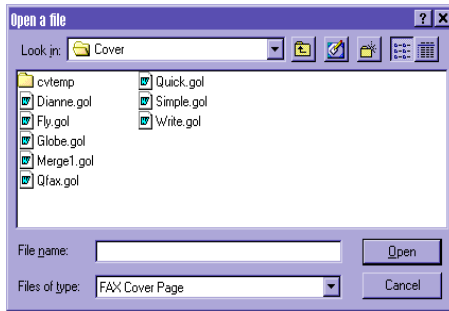 Open a file
Look in: Cover
cvtemp
Dianne.gol
Fly.gol
Globe.gol
Merge1.gol
Qfax.gol
Quick.gol
Simple.gol
Write.gol
File name: Open
Files of type: FAX Cover Page Cancel